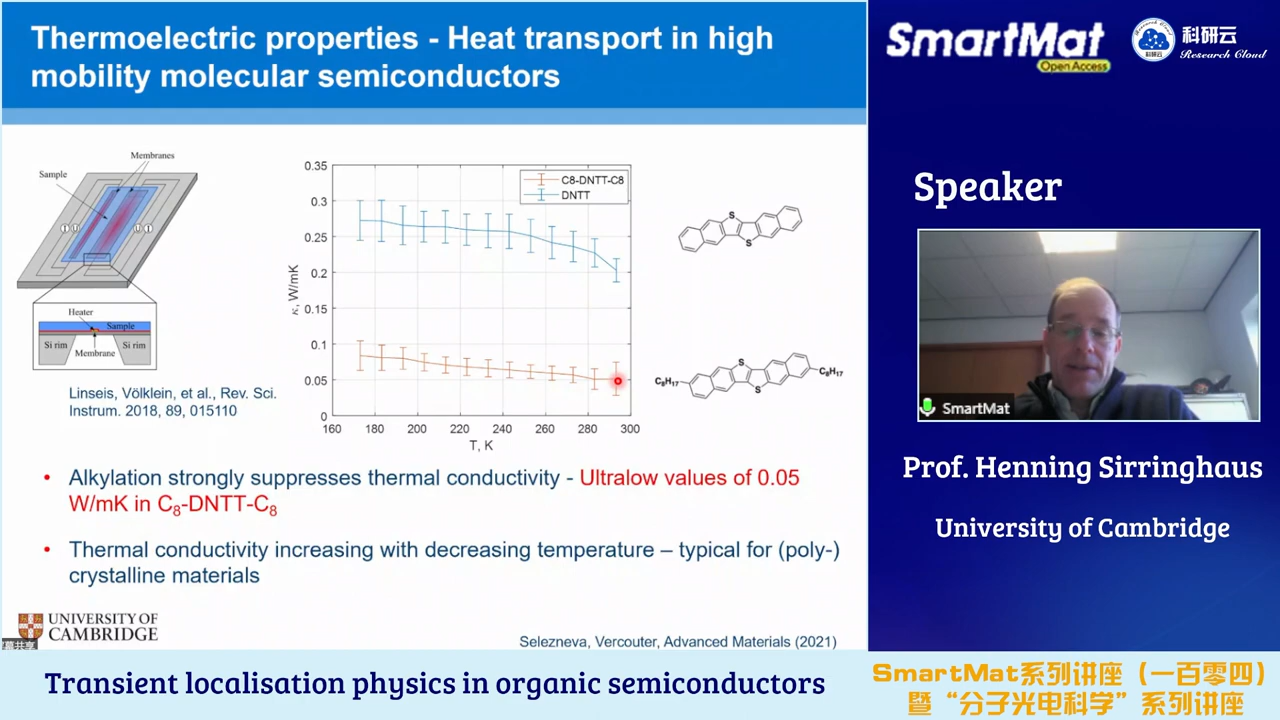 Thermoelectric properties - Heat transport in high
mobility molecular semiconductors
Membranes
Sample
I
U
U
I
Heater
Sample
Si rim
Si rim
Membrane
Linseis, Völklein, et al., Rev. Sci.
Instrum. 2018, 89, 015110
0.35
0.3
0.25
0.2
0.15
0.1
0.05
0
κ, W/mK
160
180
200
220
240
260
280
300
T, K
C8-DNTT-C8
DNTT
S
S
C₈H₁₇
S
S
C₈H₁₇
• Alkylation strongly suppresses thermal conductivity - Ultralow values of 0.05
W/mK in C₈-DNTT-C₈
• Thermal conductivity increasing with decreasing temperature – typical for (poly-)
crystalline materials
UNIVERSITY OF
CAMBRIDGE
Selezneva, Vercouter, Advanced Materials (2021)
Transient localisation physics in organic semiconductors
SmartMat
Open Access
科研云
Research Cloud
Speaker
SmartMat
Prof. Henning Sirringhaus
University of Cambridge
SmartMat系列讲座（一百零四）
暨“分子光电科学”系列讲座